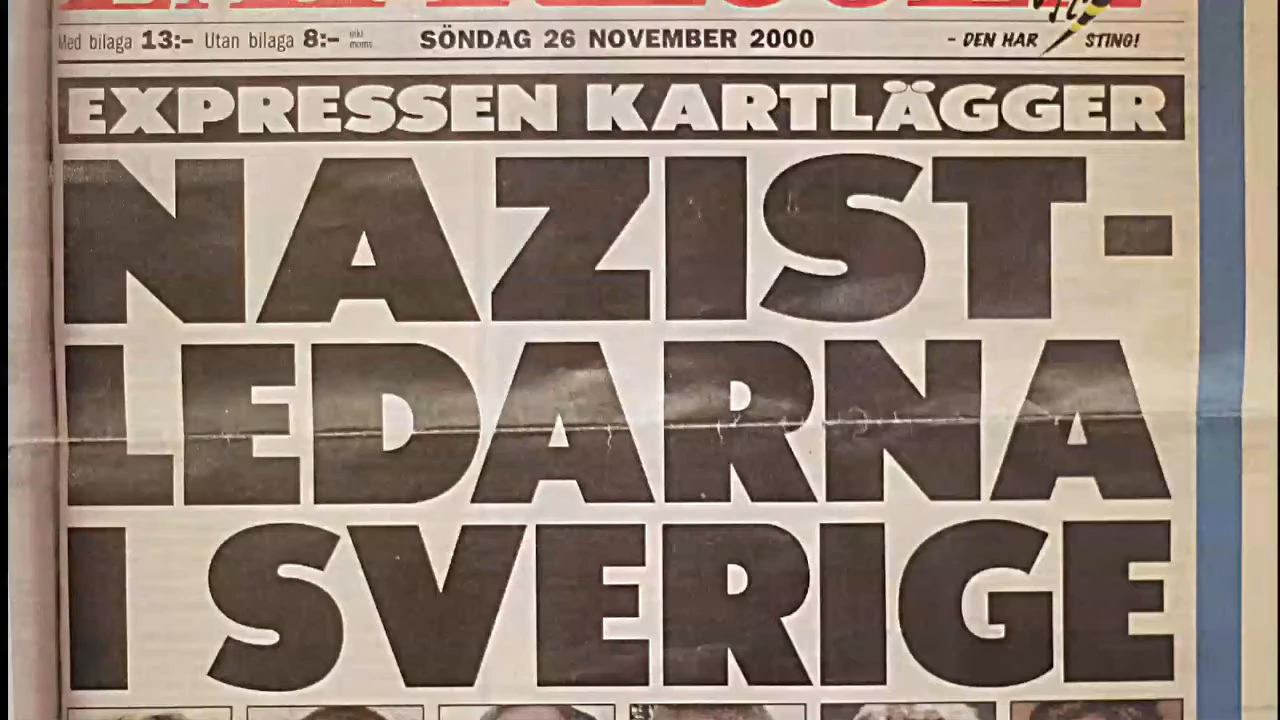 Med bilaga 13:- Utan bilaga 8:- inkl moms SÖNDAG 26 NOVEMBER 2000 - DEN HAR STING!
EXPRESSEN KARTLÄGGER
NAZIST-
LEDARNA
I SVERIGE